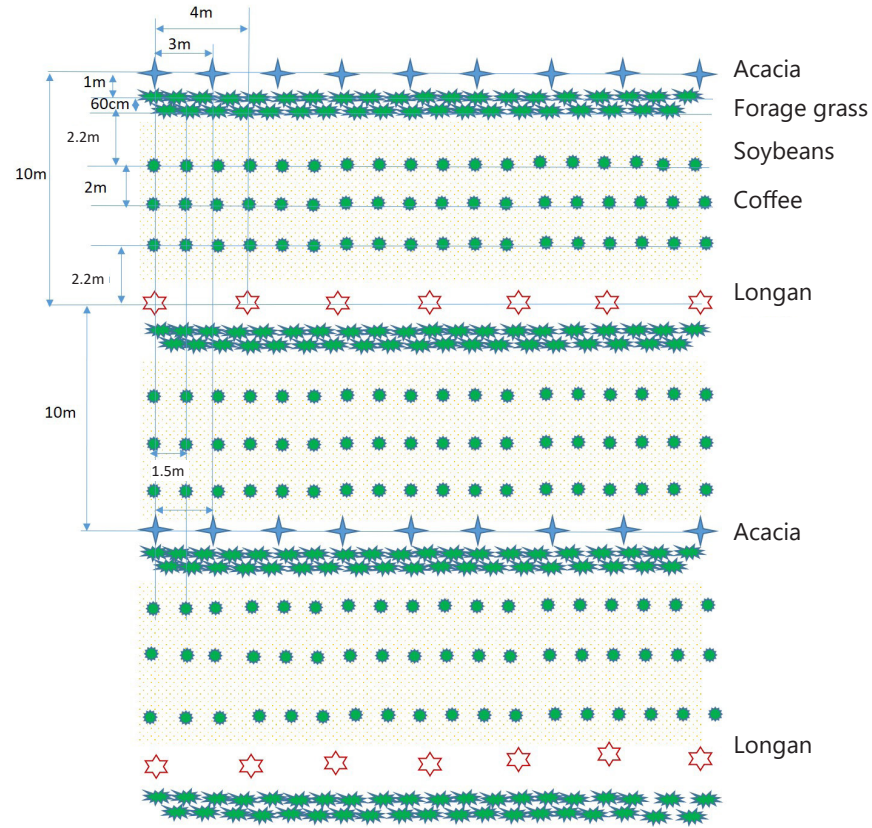 4m
3m
Acacia
1m
60cm
Forage grass
2.2m
Soybeans
10m
2m
Coffee
2.2m
Longan
10m
1.5m
Acacia
Longan